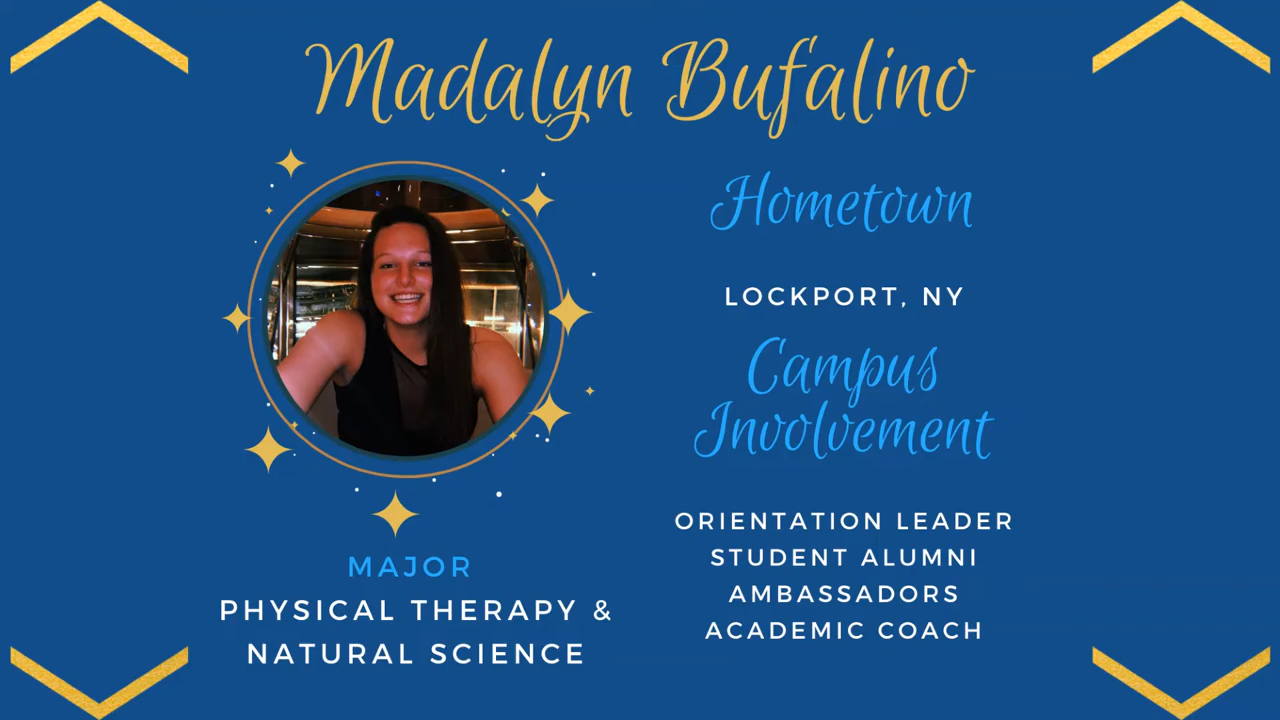 Madalyn Bufalino
Hometown
LOCKPORT, NY
Campus
Involvement
ORIENTATION LEADER
STUDENT ALUMNI
AMBASSADORS
ACADEMIC COACH
MAJOR
PHYSICAL THERAPY &
NATURAL SCIENCE